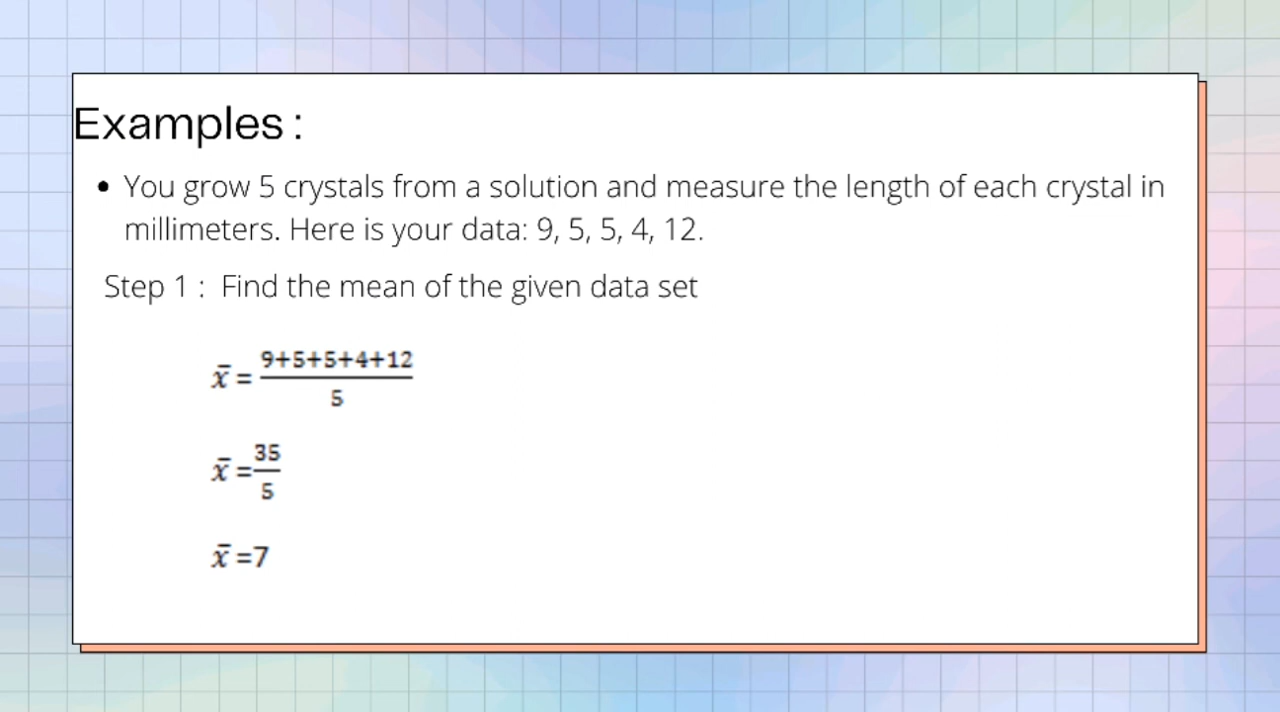 Examples :
• You grow 5 crystals from a solution and measure the length of each crystal in
millimeters. Here is your data: 9, 5, 5, 4, 12.
Step 1 : Find the mean of the given data set
x̄ = 9+5+5+4+12
5
x̄ = 35
5
x̄ =7